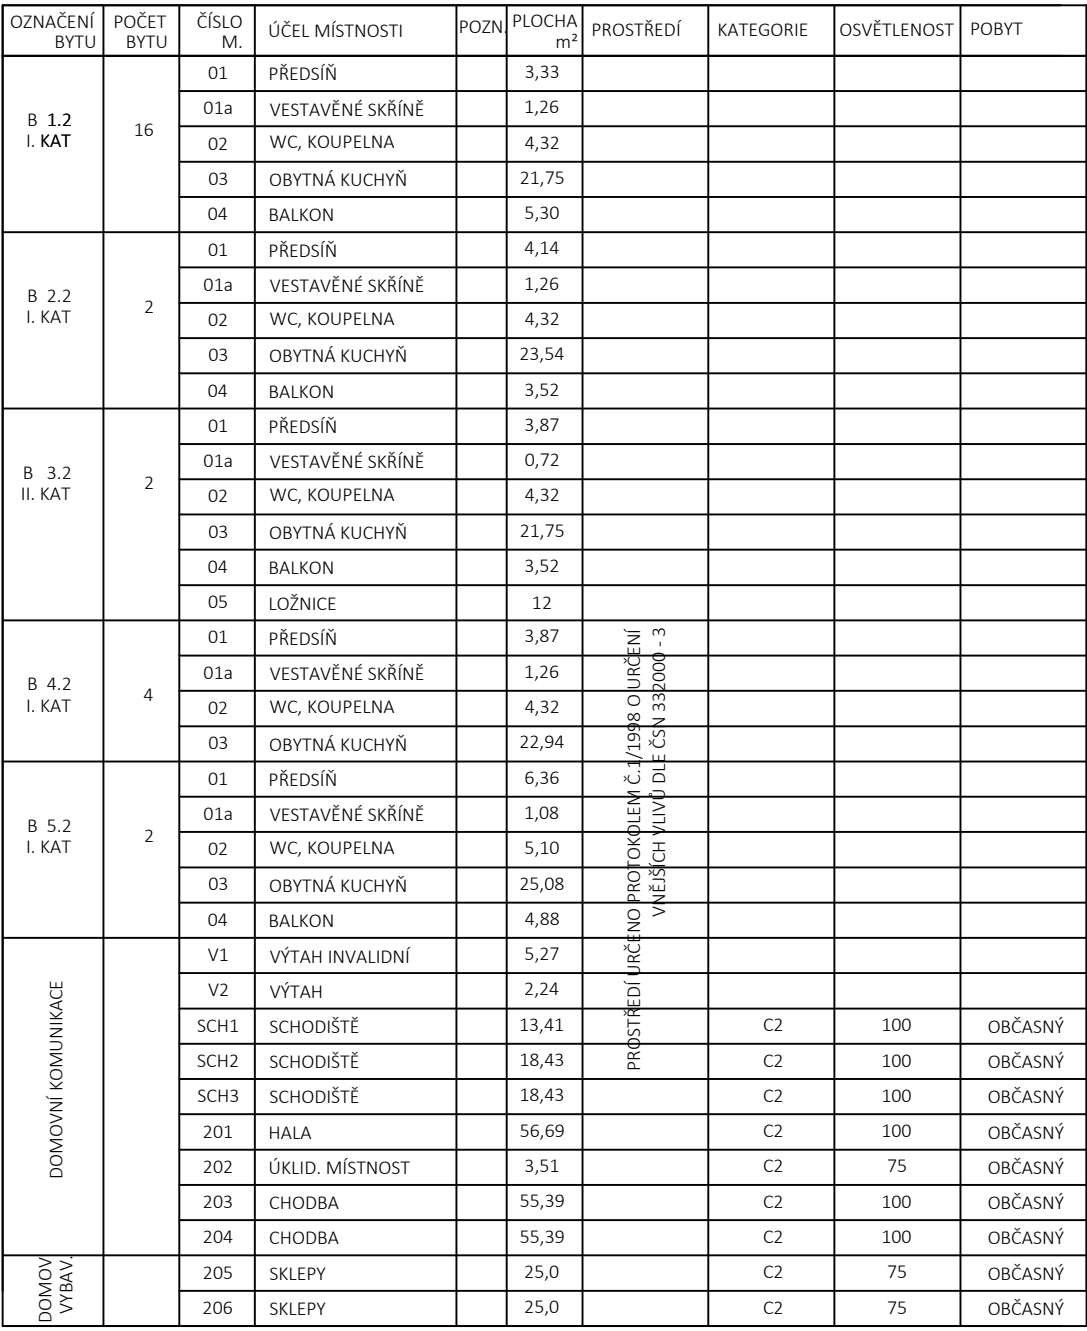 OZNAČENÍ BYTU POČET BYTU ČÍSLO M. ÚČEL MÍSTNOSTI POZN. PLOCHA m² PROSTŘEDÍ KATEGORIE OSVĚTLENOST POBYT
B 1.2
I. KAT
16
01 PŘEDSÍŇ 3,33
01a VESTAVĚNÉ SKŘÍNĚ 1,26
02 WC, KOUPELNA 4,32
03 OBYTNÁ KUCHYŇ 21,75
04 BALKON 5,30
B 2.2
I. KAT
2
01 PŘEDSÍŇ 4,14
01a VESTAVĚNÉ SKŘÍNĚ 1,26
02 WC, KOUPELNA 4,32
03 OBYTNÁ KUCHYŇ 23,54
04 BALKON 3,52
B 3.2
II. KAT
2
01 PŘEDSÍŇ 3,87
01a VESTAVĚNÉ SKŘÍNĚ 0,72
02 WC, KOUPELNA 4,32
03 OBYTNÁ KUCHYŇ 21,75
04 BALKON 3,52
05 LOŽNICE 12
B 4.2
I. KAT
4
01 PŘEDSÍŇ 3,87
01a VESTAVĚNÉ SKŘÍNĚ 1,26
02 WC, KOUPELNA 4,32
03 OBYTNÁ KUCHYŇ 22,94
B 5.2
I. KAT
2
01 PŘEDSÍŇ 6,36
01a VESTAVĚNÉ SKŘÍNĚ 1,08
02 WC, KOUPELNA 5,10
03 OBYTNÁ KUCHYŇ 25,08
04 BALKON 4,88
PROSTŘEDÍ URČENO PROTOKOLEM Č.1/1998 O URČENÍ
VNĚJŠÍCH VLIVŮ DLE ČSN 332000 - 3
DOMOVNÍ KOMUNIKACE
V1 VÝTAH INVALIDNÍ 5,27
V2 VÝTAH 2,24
SCH1 SCHODIŠTĚ 13,41 C2 100 OBČASNÝ
SCH2 SCHODIŠTĚ 18,43 C2 100 OBČASNÝ
SCH3 SCHODIŠTĚ 18,43 C2 100 OBČASNÝ
201 HALA 56,69 C2 100 OBČASNÝ
202 ÚKLID. MÍSTNOST 3,51 C2 75 OBČASNÝ
203 CHODBA 55,39 C2 100 OBČASNÝ
204 CHODBA 55,39 C2 100 OBČASNÝ
DOMOV
VYBAV.
205 SKLEPY 25,0 C2 75 OBČASNÝ
206 SKLEPY 25,0 C2 75 OBČASNÝ